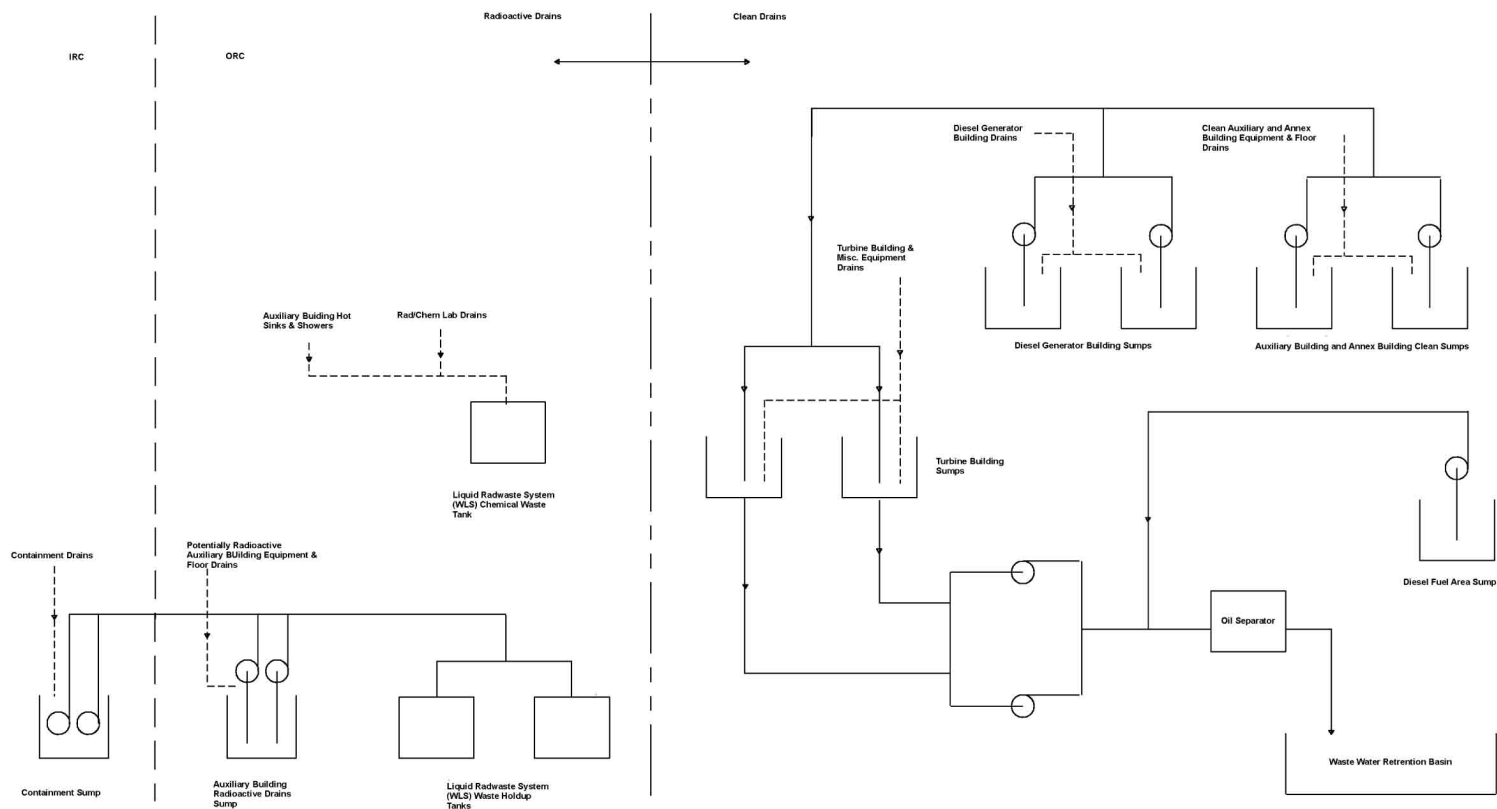 Radioactive Drains
Clean Drains
IRC
ORC
Diesel Generator
Building Drains
Clean Auxiliary and Annex
Building Equipment & Floor
Drains
Turbine Building &
Misc. Equipment
Drains
Auxiliary Buiding Hot
Sinks & Showers
Rad/Chem Lab Drains
Diesel Generator Building Sumps
Auxiliary Building and Annex Building Clean Sumps
Turbine Building
Sumps
Liquid Radwaste System
(WLS) Chemical Waste
Tank
Containment Drains
Potentially Radioactive
Auxiliary BUilding Equipment &
Floor Drains
Diesel Fuel Area Sump
Oil Separator
Waste Water Retrention Basin
Containment Sump
Auxiliary Building
Radioactive Drains
Sump
Liquid Radwaste System
(WLS) Waste Holdup
Tanks